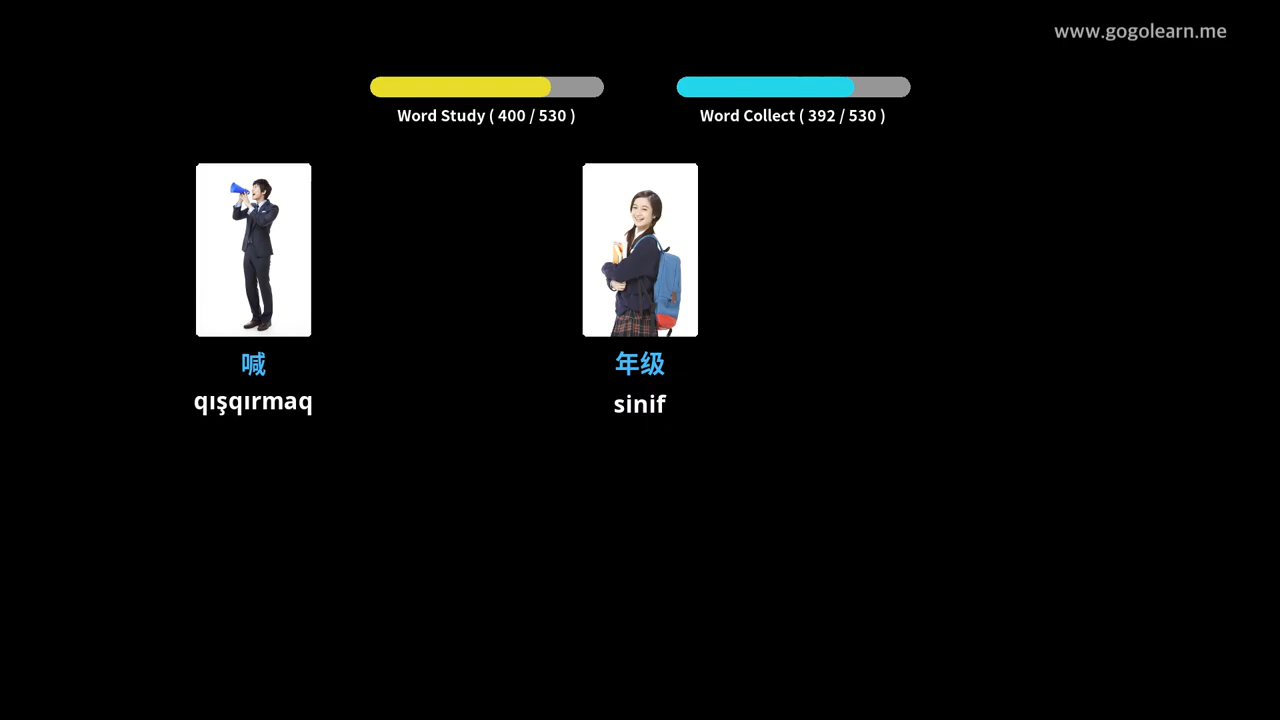 www.gogolearn.me
Word Study ( 400 / 530 )
Word Collect ( 392 / 530 )
喊
qışqırmaq
年级
sinif